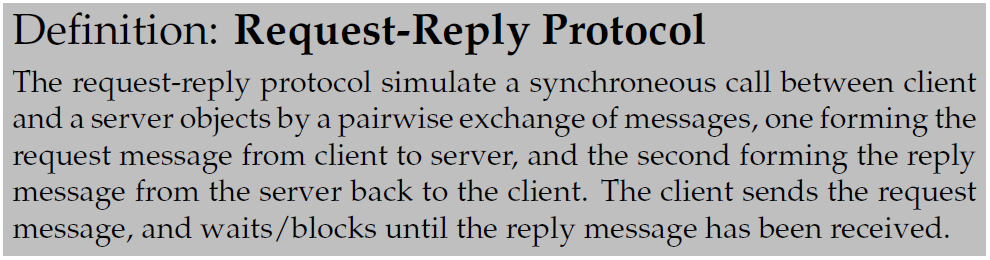 Definition: Request-Reply Protocol
The request-reply protocol simulate a synchroneous call between client
and a server objects by a pairwise exchange of messages, one forming the
request message from client to server, and the second forming the reply
message from the server back to the client. The client sends the request
message, and waits/blocks until the reply message has been received.